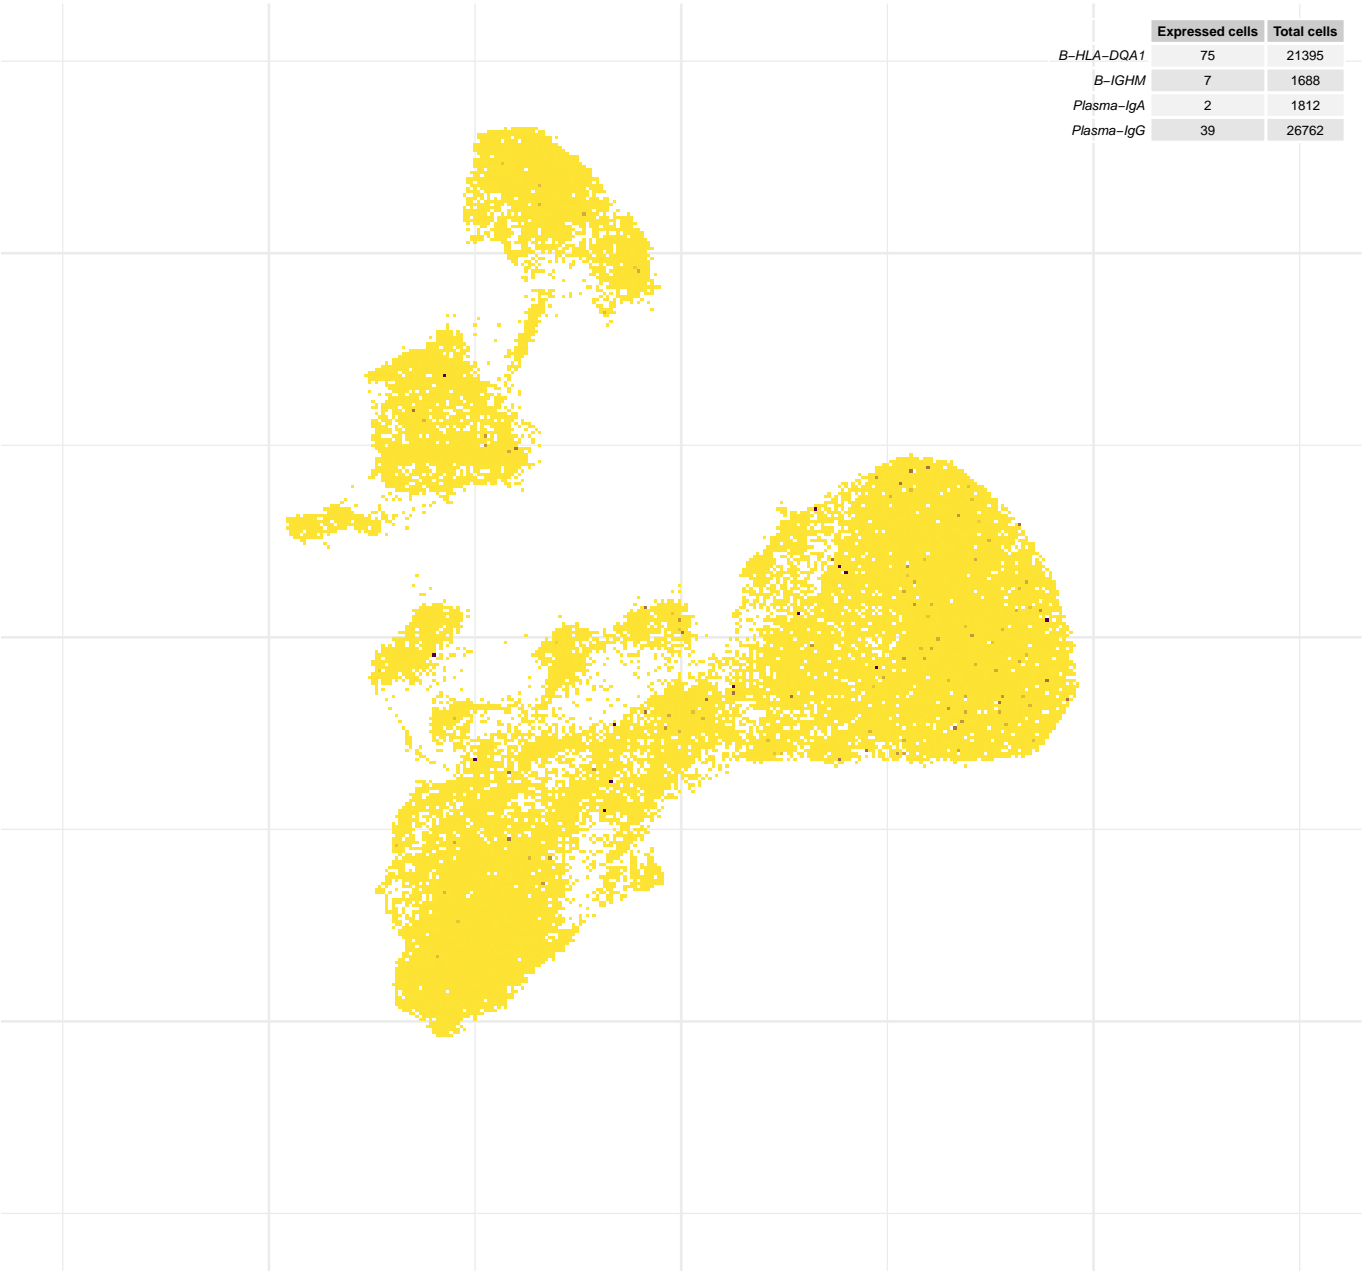 Expressed cells Total cells
B−HLA−DQA1 75 21395
B−IGHM 7 1688
Plasma−IgA 2 1812
Plasma−IgG 39 26762